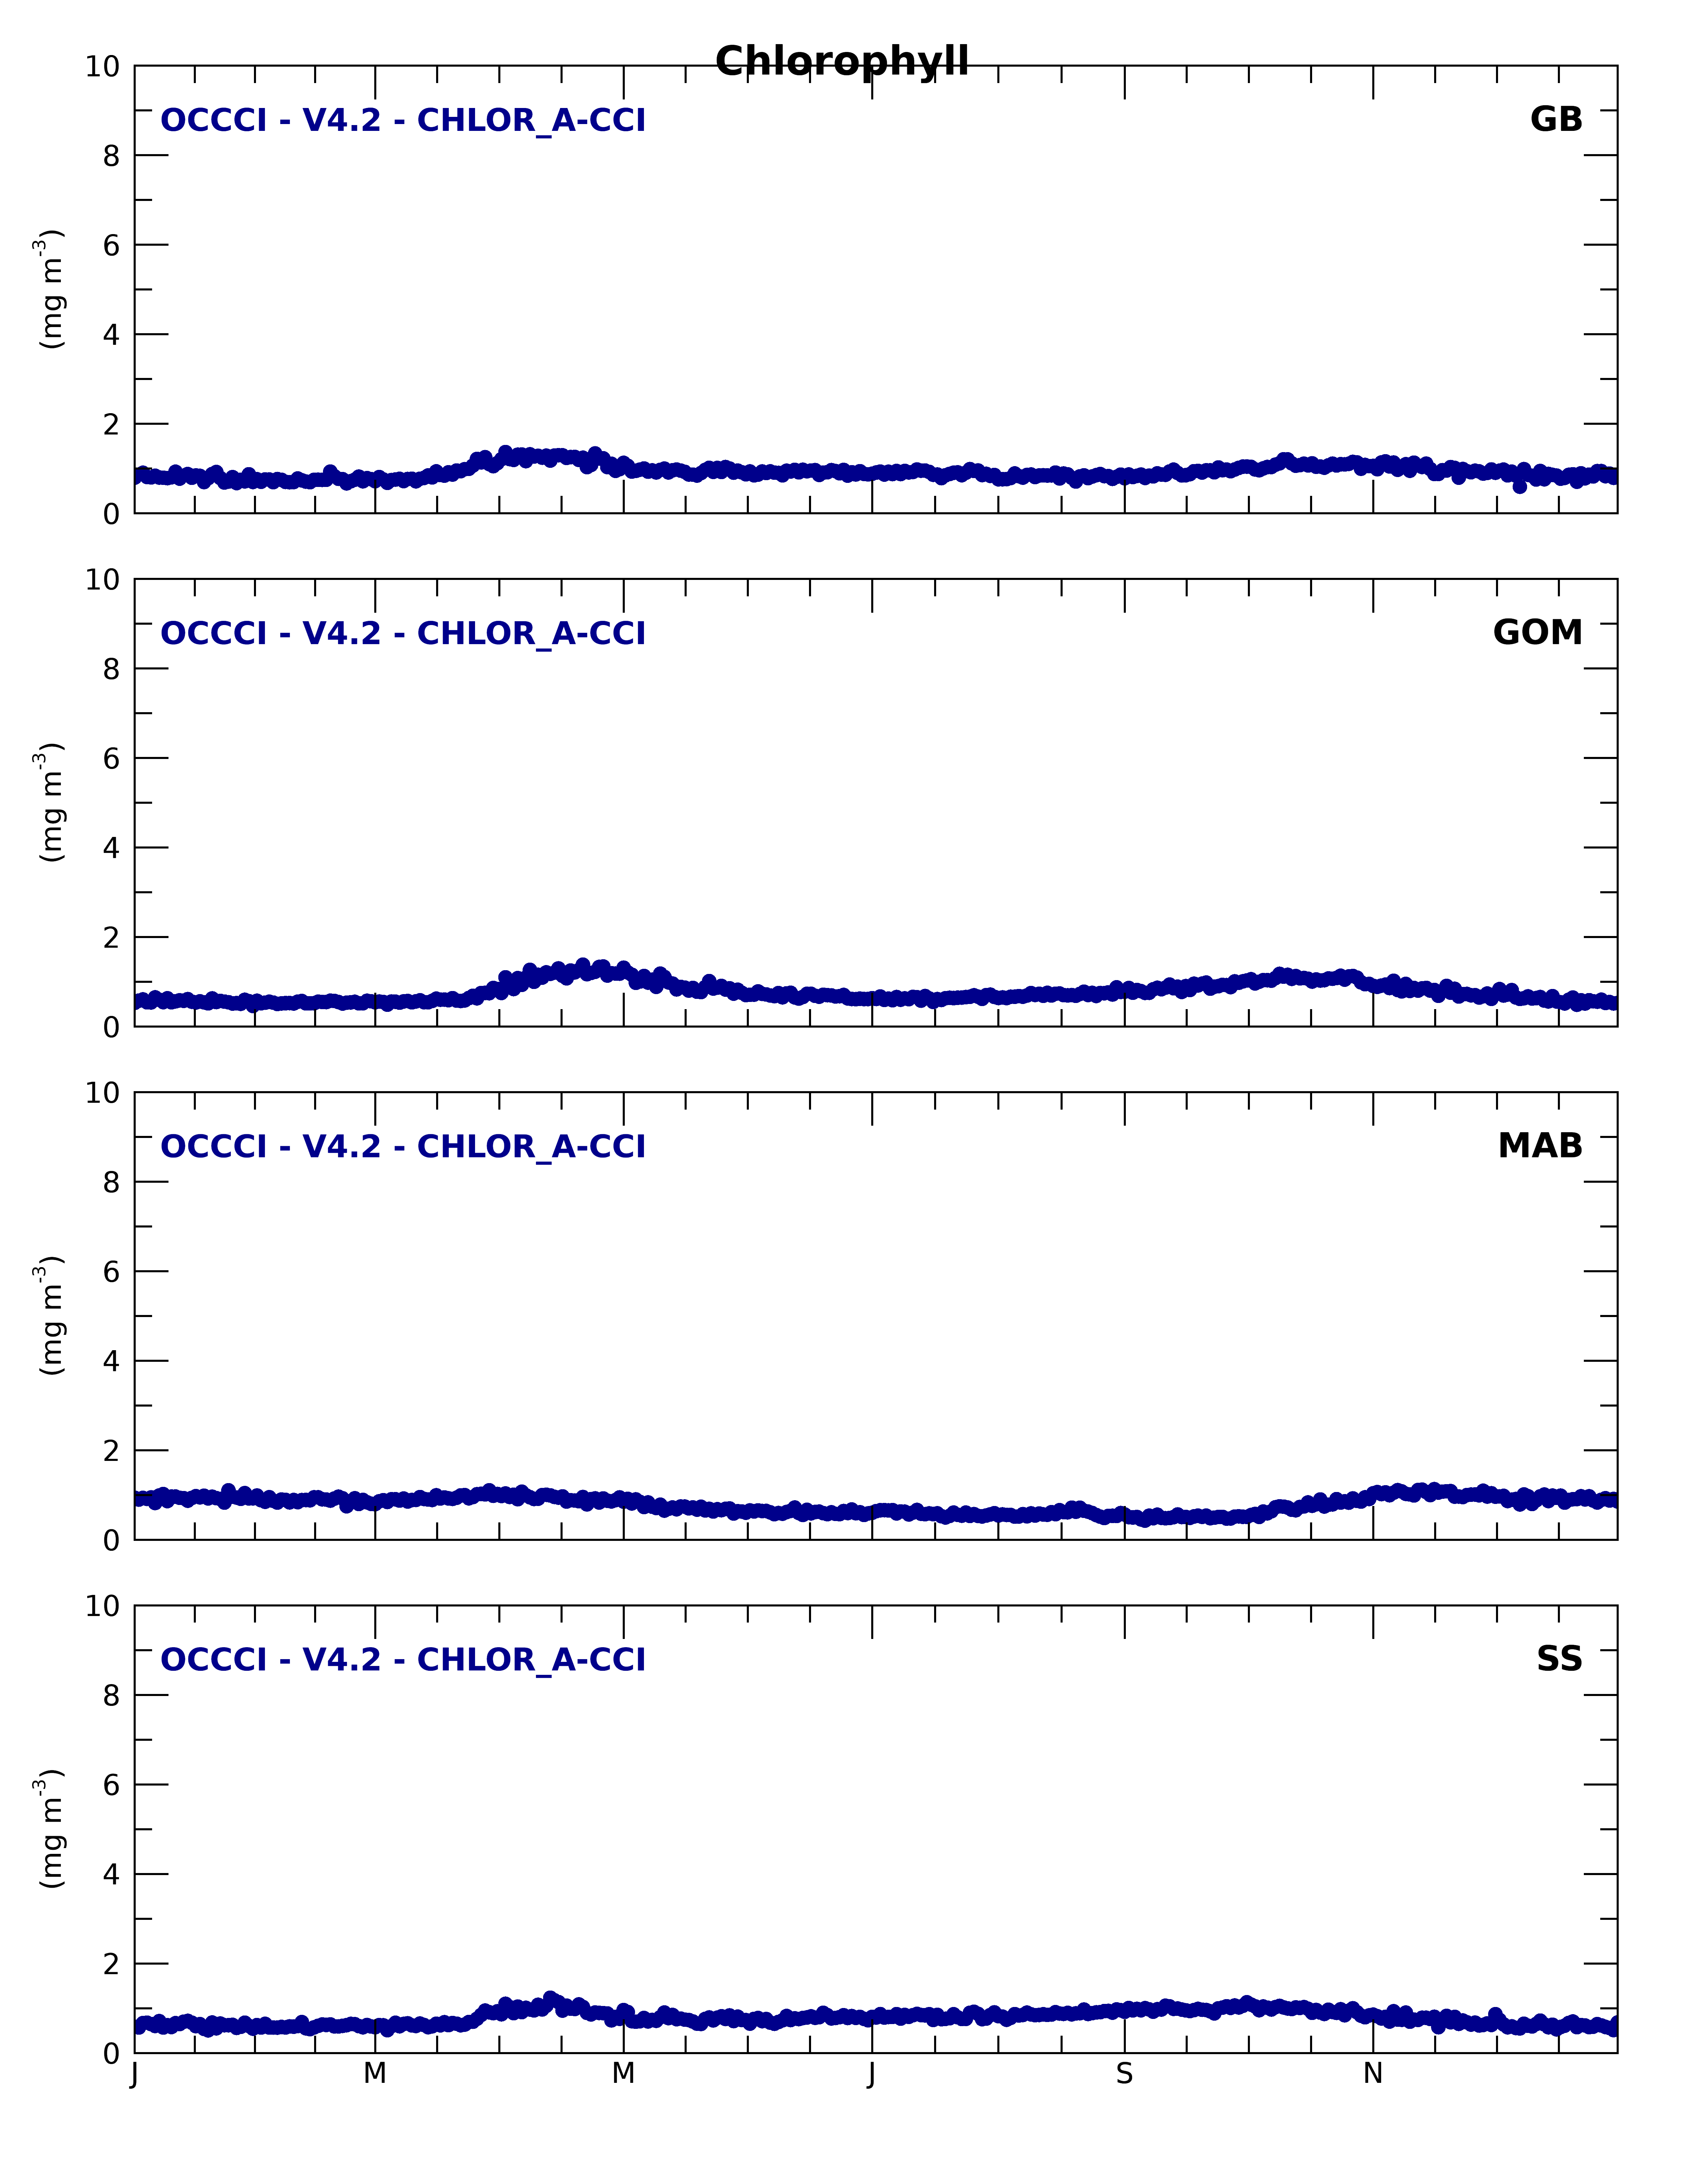 Chlorophyll
10
OCCCI - V4.2 - CHLOR_A-CCI GB
8
6
(mg m⁻³)
4
2
0
10
OCCCI - V4.2 - CHLOR_A-CCI GOM
8
6
(mg m⁻³)
4
2
0
10
OCCCI - V4.2 - CHLOR_A-CCI MAB
8
6
(mg m⁻³)
4
2
0
10
OCCCI - V4.2 - CHLOR_A-CCI SS
8
6
(mg m⁻³)
4
2
0
J M M J S N